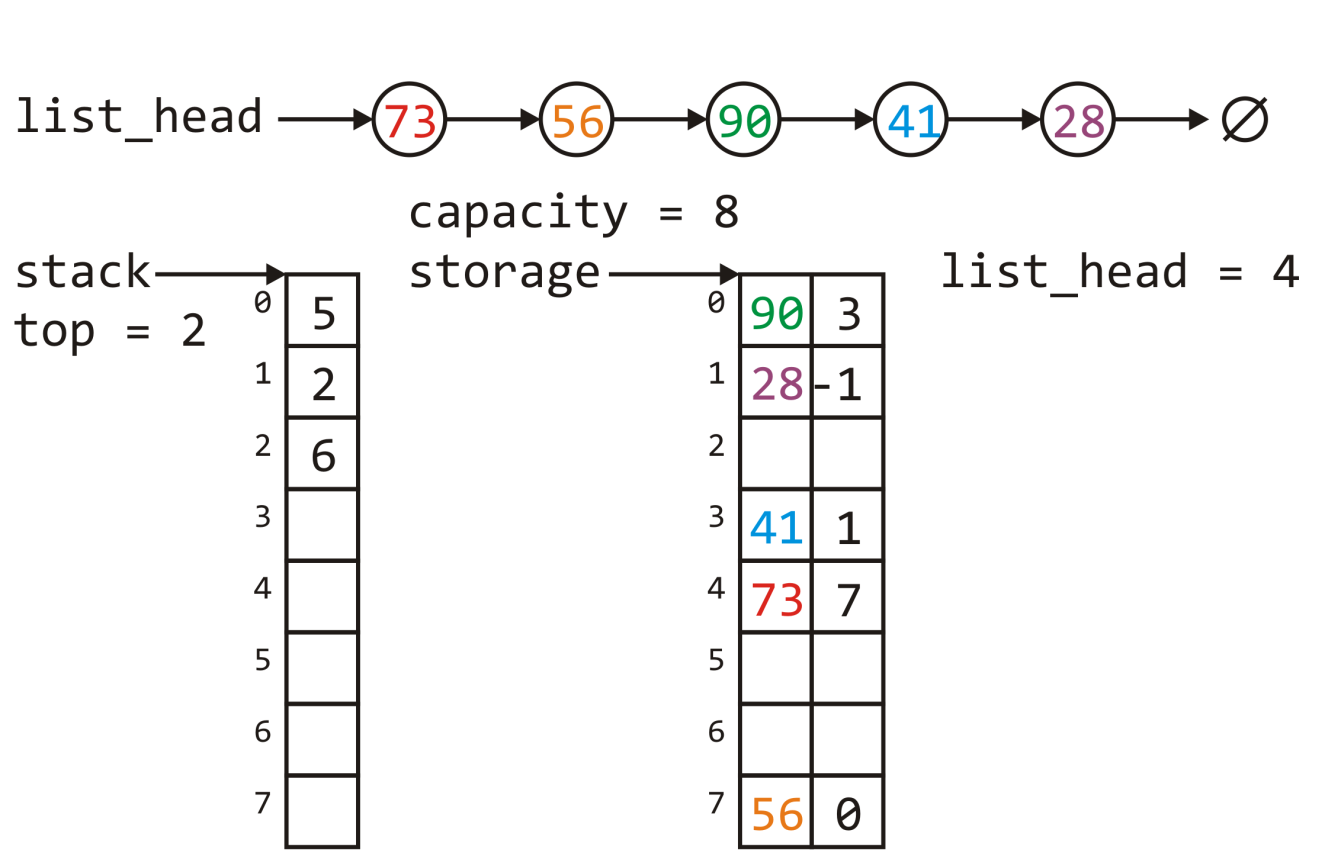 list_head 73 56 90 41 28 ∅
capacity = 8
stack storage list_head = 4
top = 2
0 5 0 90 3
1 2 1 28 -1
2 6 2
3 3 41 1
4 4 73 7
5 5
6 6
7 7 56 0